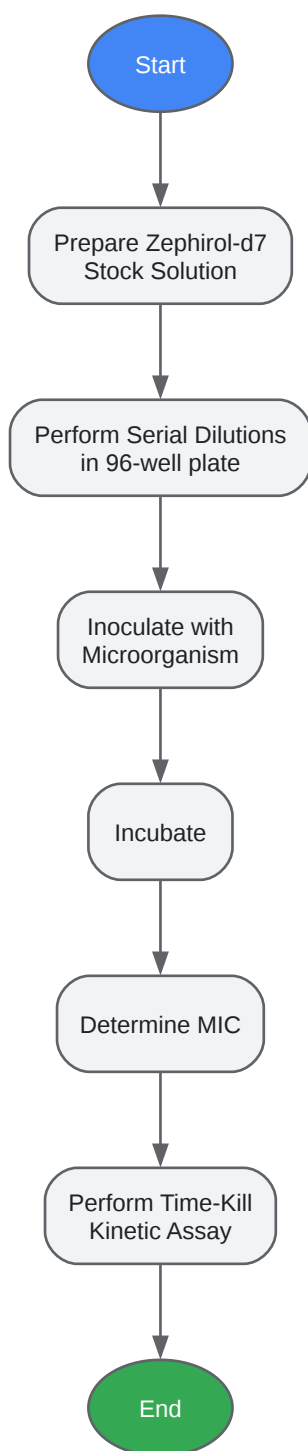 Start
Prepare Zephirol-d7
Stock Solution
Perform Serial Dilutions
in 96-well plate
Inoculate with
Microorganism
Incubate
Determine MIC
Perform Time-Kill
Kinetic Assay
End